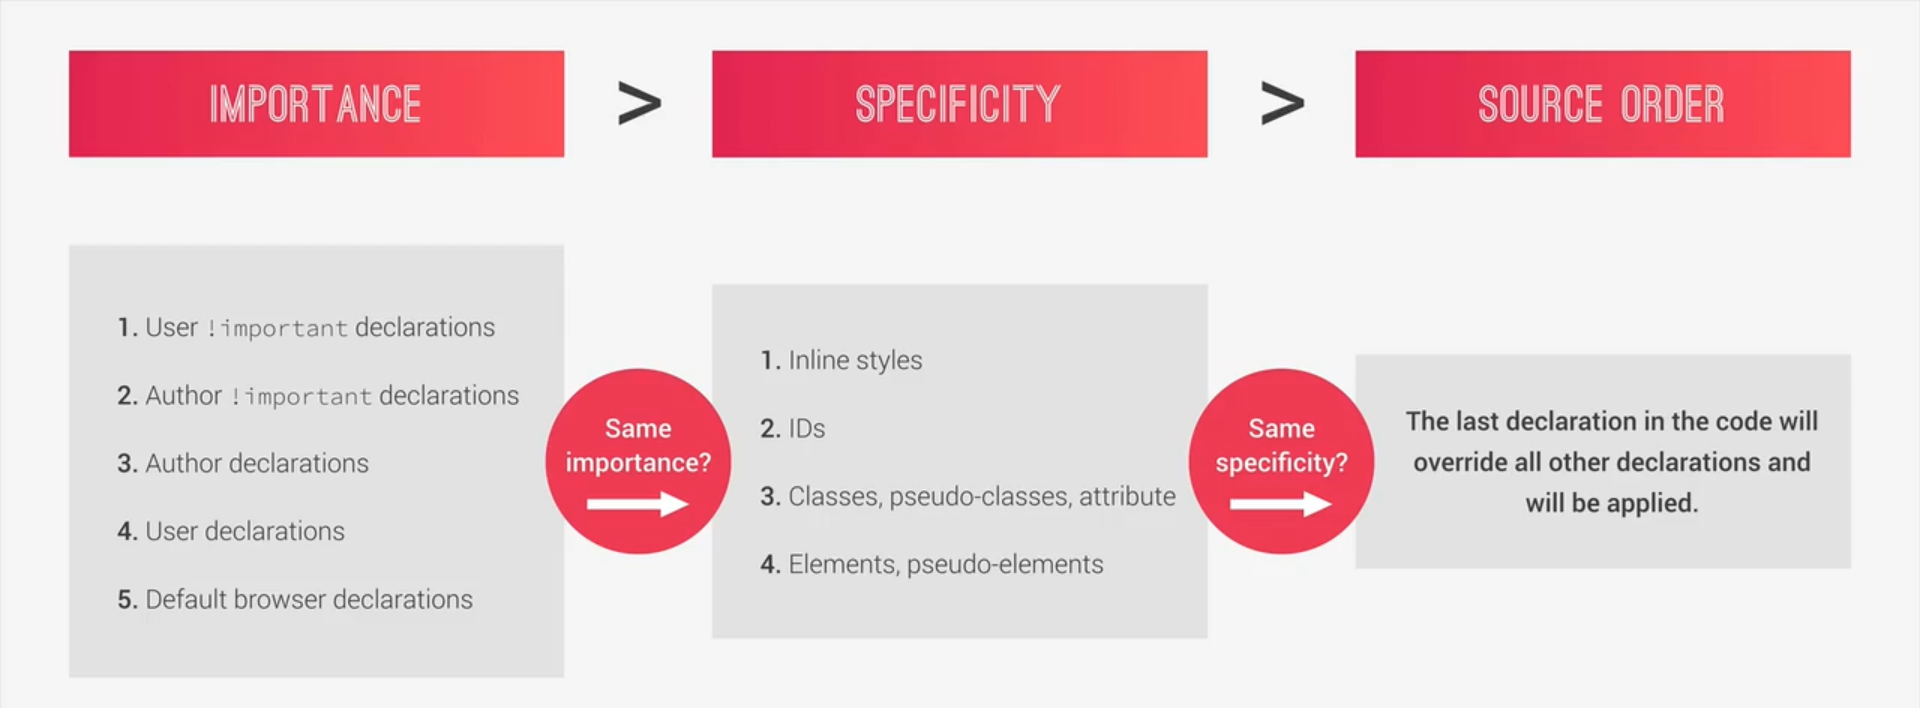 IMPORTANCE
>
SPECIFICITY
>
SOURCE ORDER
1. User !important declarations
2. Author !important declarations
3. Author declarations
4. User declarations
5. Default browser declarations
Same
importance?
1. Inline styles
2. IDs
3. Classes, pseudo-classes, attribute
4. Elements, pseudo-elements
Same
specificity?
The last declaration in the code will
override all other declarations and
will be applied.